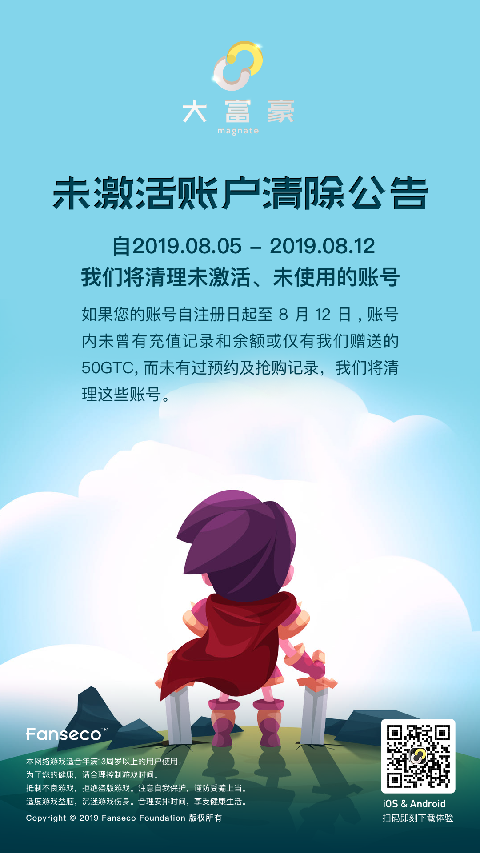 大富豪
magnate
未激活账户清除公告
自2019.08.05 - 2019.08.12
我们将清理未激活、未使用的账号
如果您的账号自注册日起至 8 月 12 日，账号
内未曾有充值记录和余额或仅有我们赠送的
50GTC，而未有过预约及抢购记录，我们将清
理这些账号。
Fanseco
本网络游戏适合年满18周岁以上的用户使用
为了您的健康，请合理控制游戏时间。
抵制不良游戏，拒绝盗版游戏。注意自我保护，谨防受骗上当。
适度游戏益脑，沉迷游戏伤身。合理安排时间，享受健康生活。
Copyright © 2019 Fanseco Foundation 版权所有
iOS & Android
扫码即刻下载体验